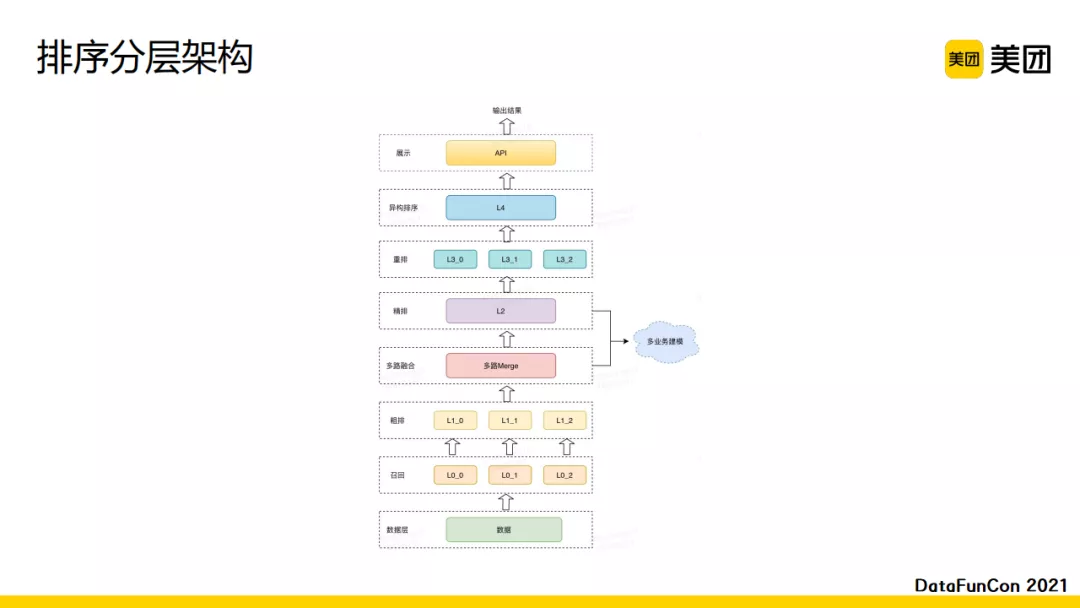 排序分层架构
美团 美团
输出结果
展示 API
异构排序 L4
重排 L3_0 L3_1 L3_2
精排 L2
多业务建模
多路融合 多路Merge
粗排 L1_0 L1_1 L1_2
召回 L0_0 L0_1 L0_2
数据层 数据
DataFunCon 2021